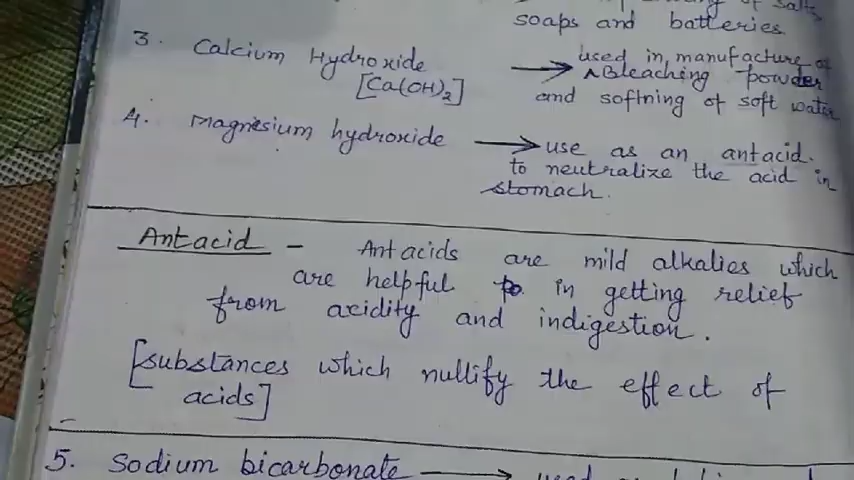 of salts,
soaps and batteries
3. Calcium Hydroxide → used in manufacture of
[Ca(OH)2] Bleaching powder
and softning of soft water
4. Magnesium hydroxide → use as an antacid.
to neutralize the acid in
stomach.
Antacid - Antacids are mild alkalies which
are helpful in getting relief
from acidity and indigestion.
[substances which nullify the effect of
acids]
5. Sodium bicarbonate → used